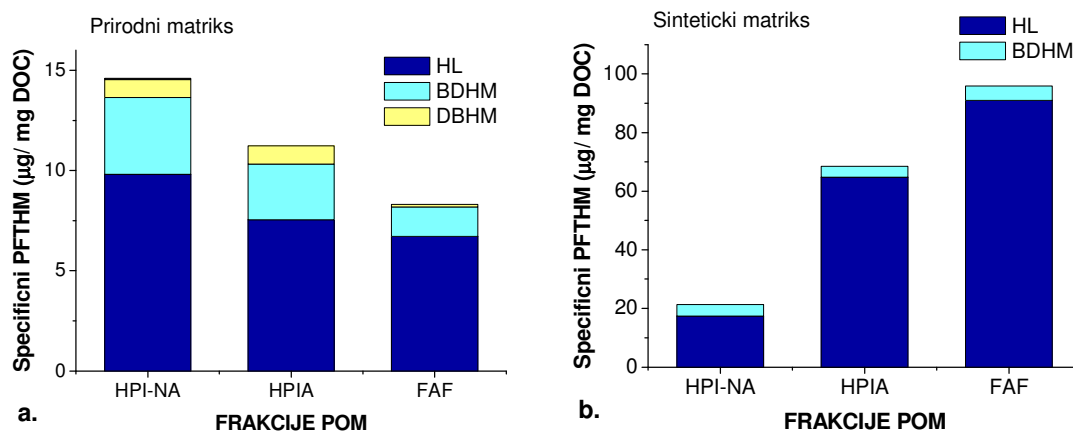 Prirodni matriks
Specificni PFTHM (µg/ mg DOC)
15
10
5
0
HL
BDHM
DBHM
HPI-NA HPIA FAF
a.
FRAKCIJE POM
Sinteticki matriks
Specificni PFTHM (µg/ mg DOC)
100
80
60
40
20
0
HL
BDHM
HPI-NA HPIA FAF
b.
FRAKCIJE POM